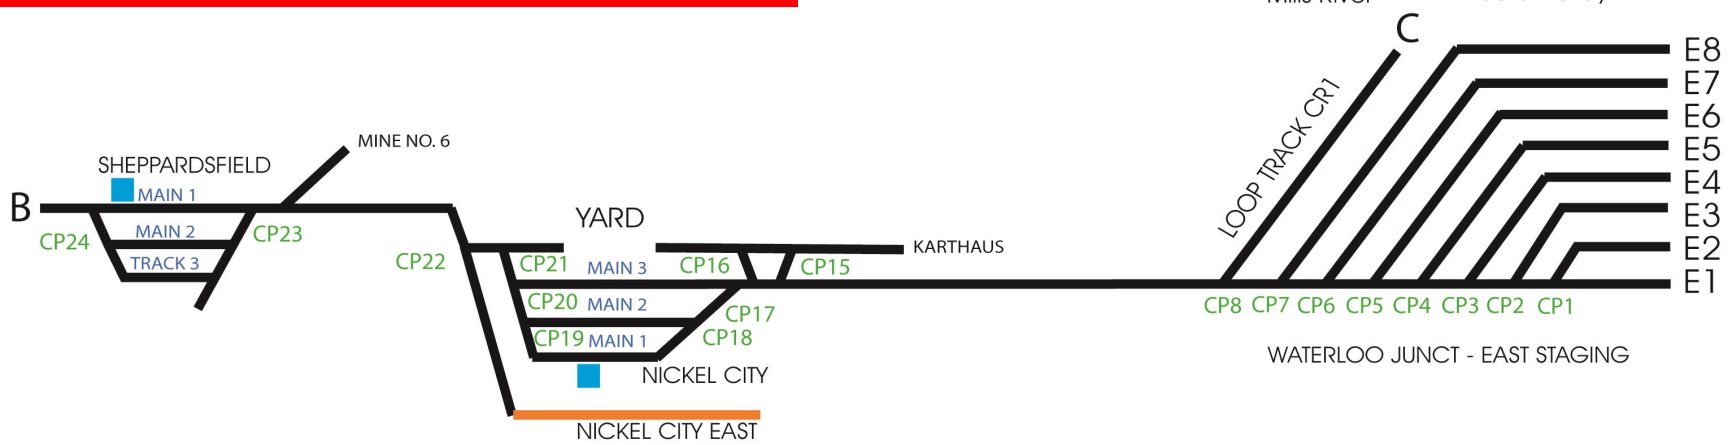 C
E8
E7
E6
E5
E4
E3
E2
E1
LOOP TRACK CR1
MINE NO. 6
SHEPPARDSFIELD
B
MAIN 1
MAIN 2
TRACK 3
CP24
CP23
YARD
KARTHAUS
CP22
CP21
MAIN 3
CP16
CP15
CP20
MAIN 2
CP17
CP19
MAIN 1
CP18
CP8
CP7
CP6
CP5
CP4
CP3
CP2
CP1
WATERLOO JUNCT - EAST STAGING
NICKEL CITY
NICKEL CITY EAST